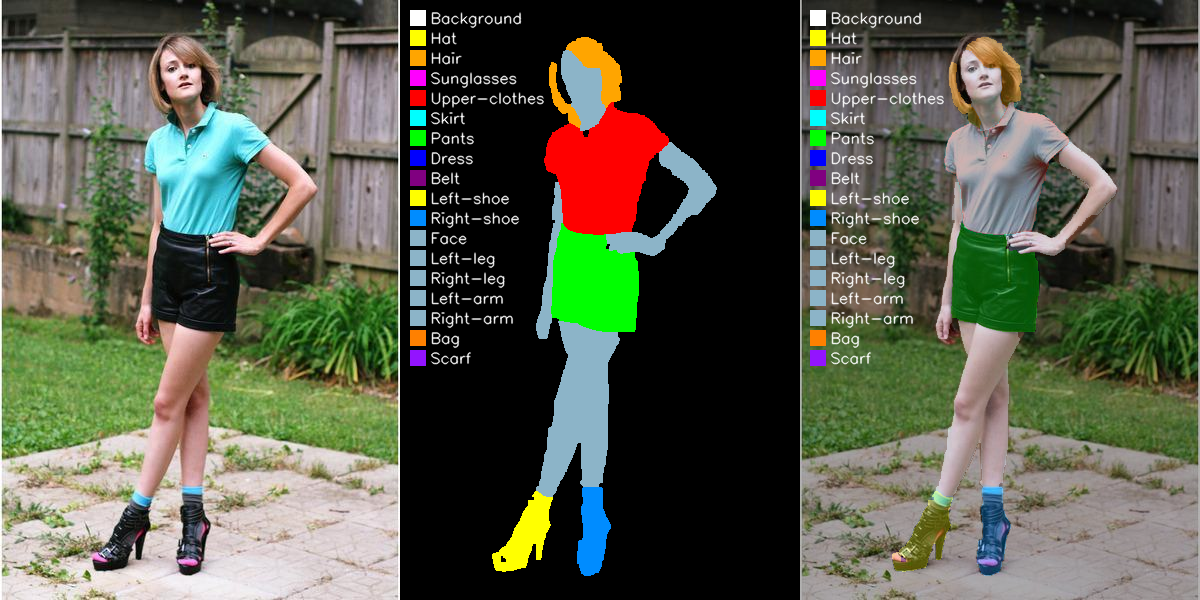 Background
Hat
Hair
Sunglasses
Upper-clothes
Skirt
Pants
Dress
Belt
Left-shoe
Right-shoe
Face
Left-leg
Right-leg
Left-arm
Right-arm
Bag
Scarf
Background
Hat
Hair
Sunglasses
Upper-clothes
Skirt
Pants
Dress
Belt
Left-shoe
Right-shoe
Face
Left-leg
Right-leg
Left-arm
Right-arm
Bag
Scarf